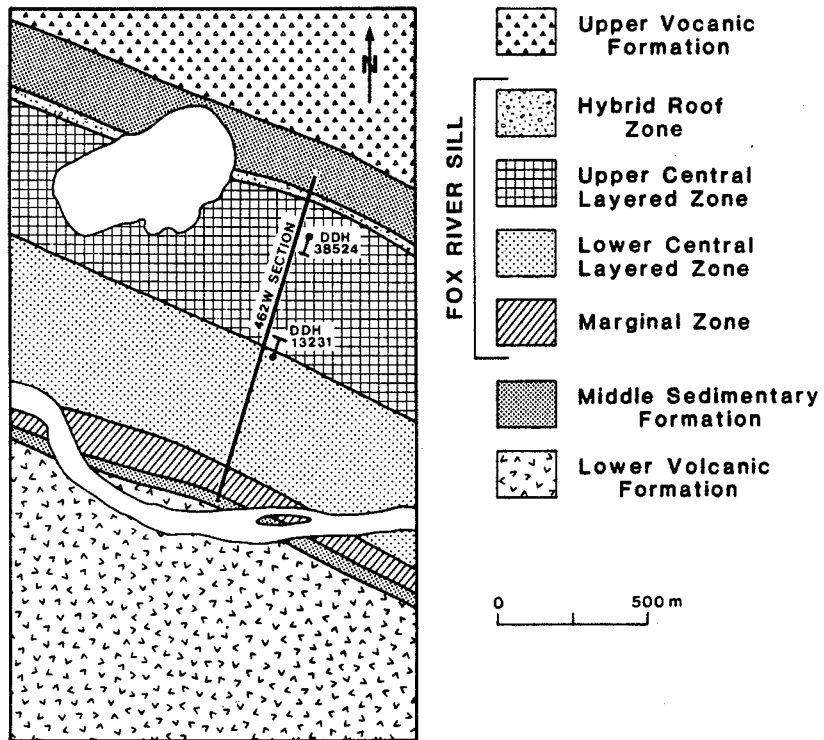 N
DDH
38524
462W SECTION
DDH
13231
Upper Vocanic
Formation
FOX RIVER SILL
Hybrid Roof
Zone
Upper Central
Layered Zone
Lower Central
Layered Zone
Marginal Zone
Middle Sedimentary
Formation
Lower Volcanic
Formation
0 500 m